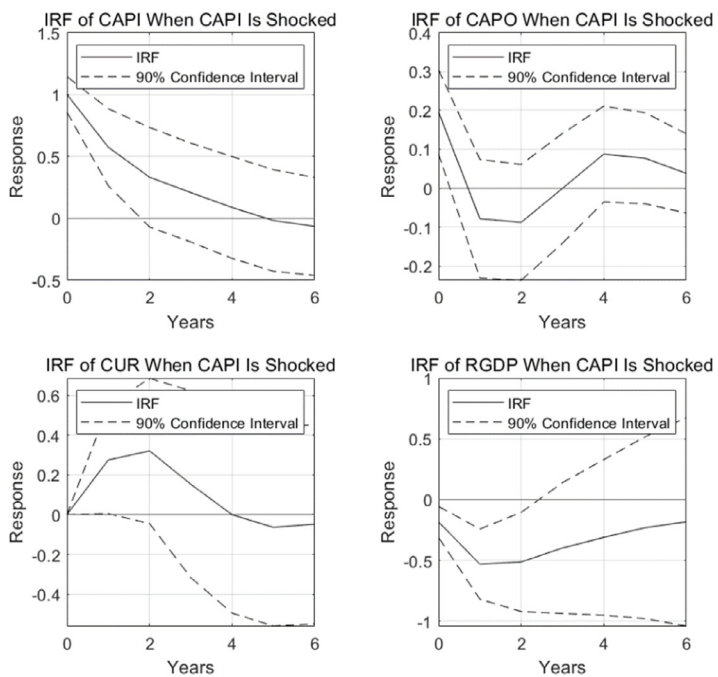 IRF of CAPI When CAPI Is Shocked
1.5
1
0.5
0
-0.5
Response
IRF
90% Confidence Interval
0 2 4 6
Years
IRF of CAPO When CAPI Is Shocked
0.4
0.3
0.2
0.1
0
-0.1
-0.2
Response
IRF
90% Confidence Interval
0 2 4 6
Years
IRF of CUR When CAPI Is Shocked
0.6
0.4
0.2
0
-0.2
-0.4
Response
IRF
90% Confidence Interval
0 2 4 6
Years
IRF of RGDP When CAPI Is Shocked
1
0.5
0
-0.5
-1
Response
IRF
90% Confidence Interval
0 2 4 6
Years